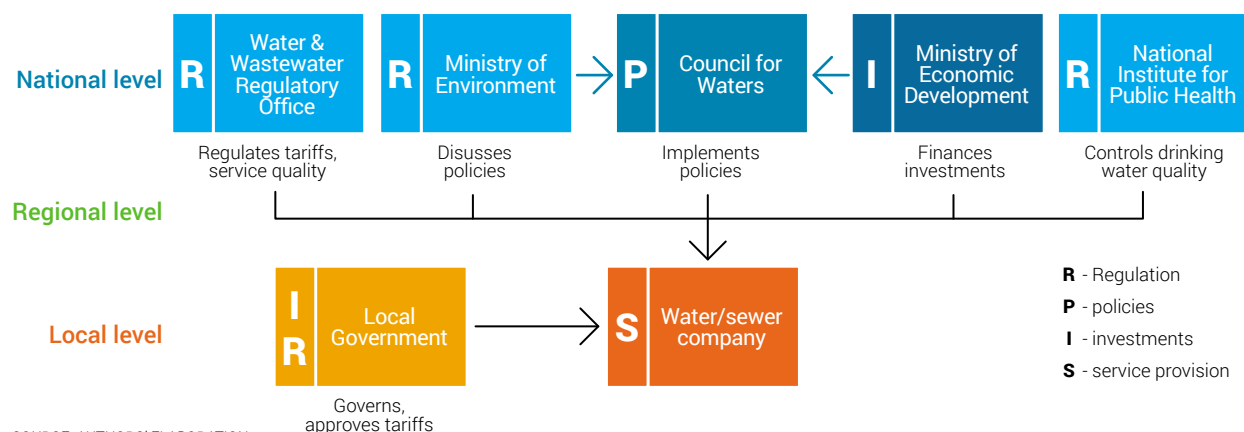 National level
R
Water &
Wastewater
Regulatory
Office
R
Ministry of
Environment
P
Council for
Waters
I
Ministry of
Economic
Development
R
National
Institute for
Public Health
Regulates tariffs,
service quality
Disusses
policies
Implements
policies
Finances
investments
Controls drinking
water quality
Regional level
Local level
I
R
Local
Government
S
Water/sewer
company
Governs,
approves tariffs
R - Regulation
P - policies
I - investments
S - service provision